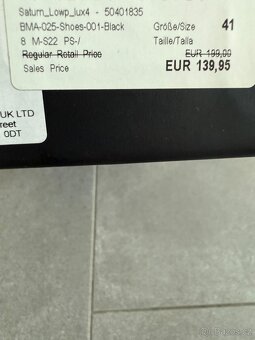 Saturn_Lowp_lux4 - 50401835
BMA-025-Shoes-001-Black Größe/Size 41
8 M-S22 PS-/ Taille/Talla
Regular Retail Price EUR 199,00
Sales Price EUR 139,95
UK LTD
reet
0DT